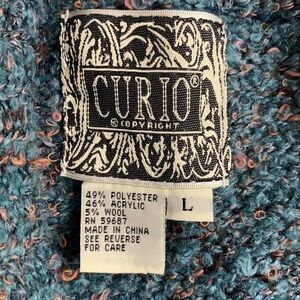 CURIO®
© COPYRIGHT
49% POLYESTER
46% ACRYLIC
5% WOOL
RN 59687
MADE IN CHINA
SEE REVERSE
FOR CARE
L